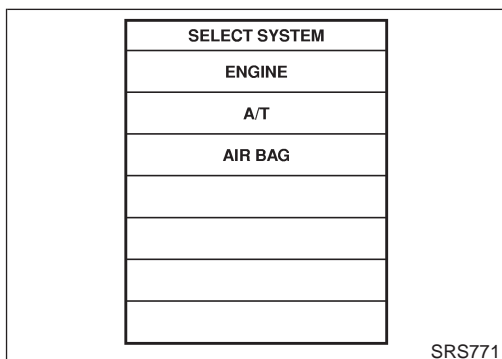 SELECT SYSTEM
ENGINE
A/T
AIR BAG
SRS771